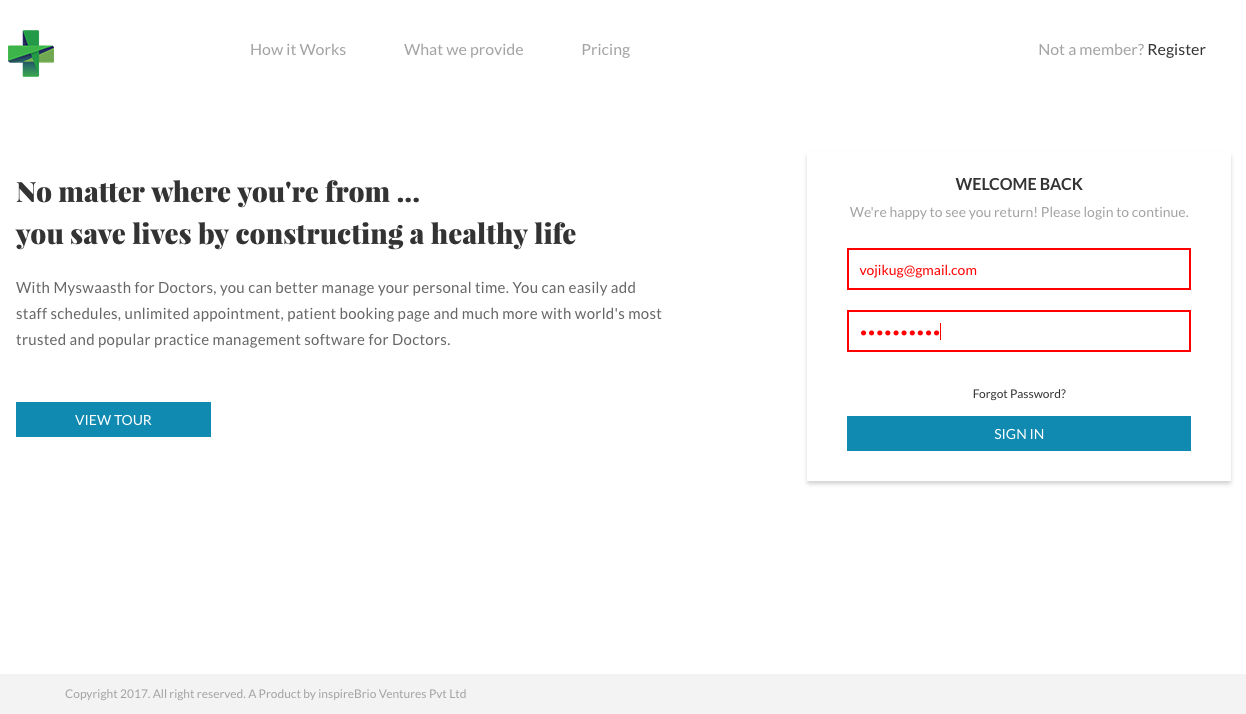 How it Works
What we provide
Pricing
Not a member? Register
No matter where you're from ...
you save lives by constructing a healthy life
With Myswaasth for Doctors, you can better manage your personal time. You can easily add
staff schedules, unlimited appointment, patient booking page and much more with world's most
trusted and popular practice management software for Doctors.
VIEW TOUR
WELCOME BACK
We're happy to see you return! Please login to continue.
vojikug@gmail.com
••••••••••
Forgot Password?
SIGN IN
Copyright 2017. All right reserved. A Product by inspireBrio Ventures Pvt Ltd